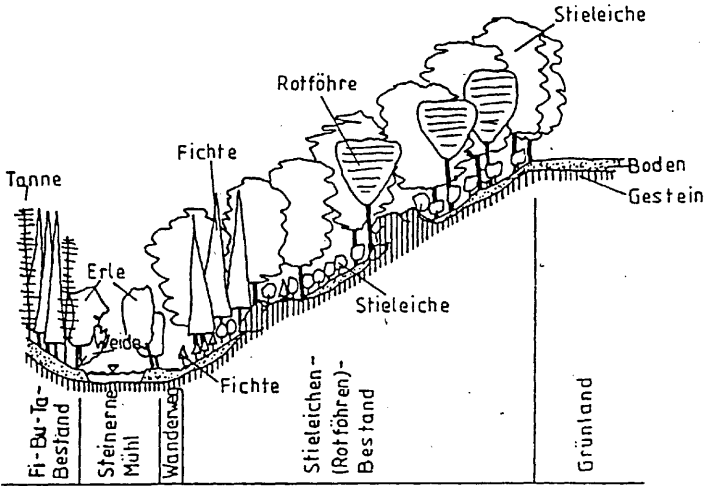 Stieleiche
Rotföhre
Fichte
Tanne
Boden
Gestein
Erle
Weide
Stieleiche
Fichte
Fi-Bu-Ta-
Bestand
Steinerne
Mühl
Wanderweg
Stieleichen-
(Rotföhren)-
Bestand
Grünland